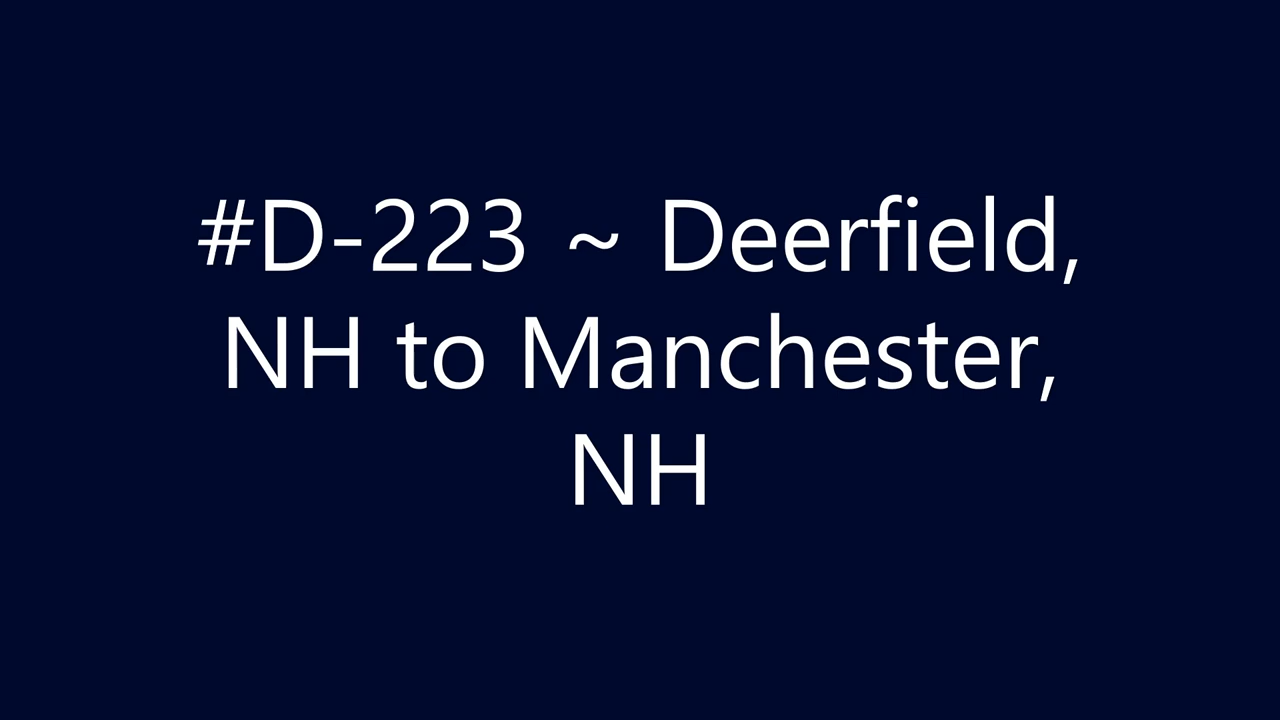 #D-223 ~ Deerfield,
NH to Manchester,
NH